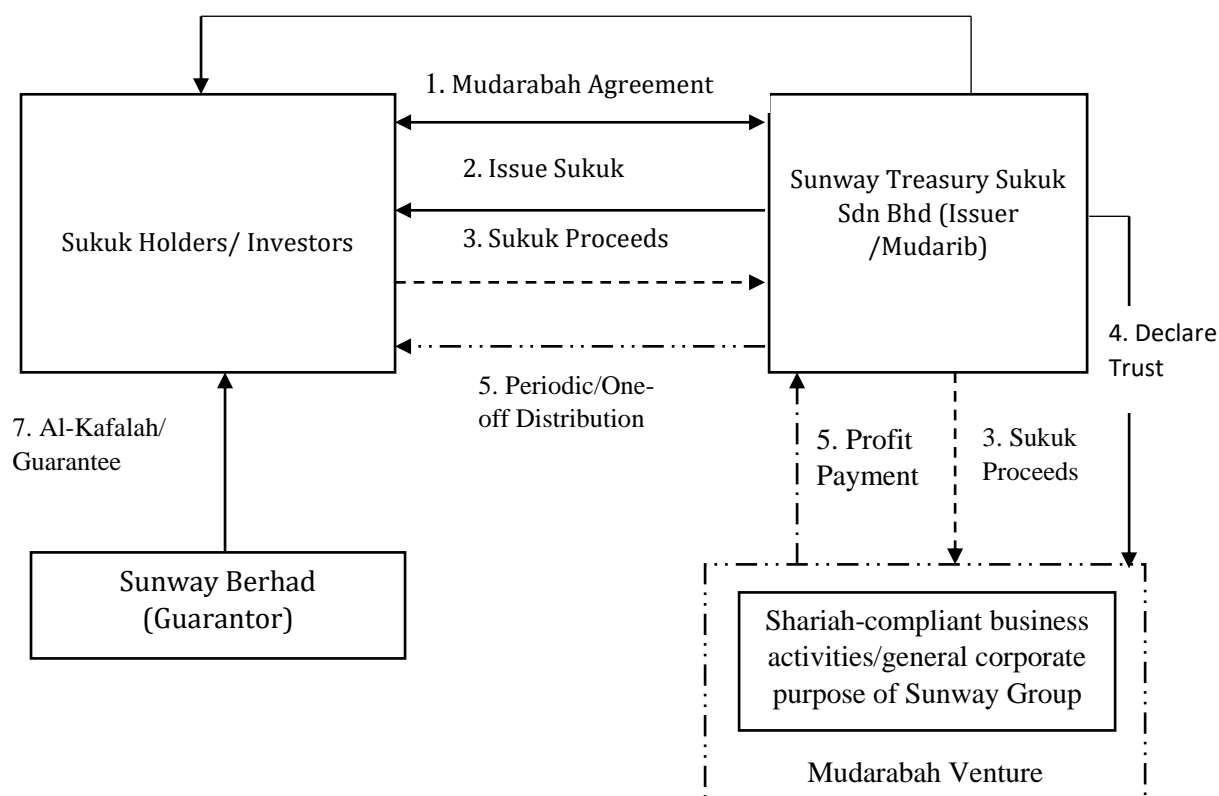 1. Mudarabah Agreement
2. Issue Sukuk
3. Sukuk Proceeds
Sukuk Holders/ Investors
Sunway Treasury Sukuk
Sdn Bhd (Issuer
/Mudarib)
4. Declare
Trust
5. Periodic/One-
off Distribution
7. Al-Kafalah/
Guarantee
5. Profit
Payment
3. Sukuk
Proceeds
Sunway Berhad
(Guarantor)
Shariah-compliant business
activities/general corporate
purpose of Sunway Group
Mudarabah Venture